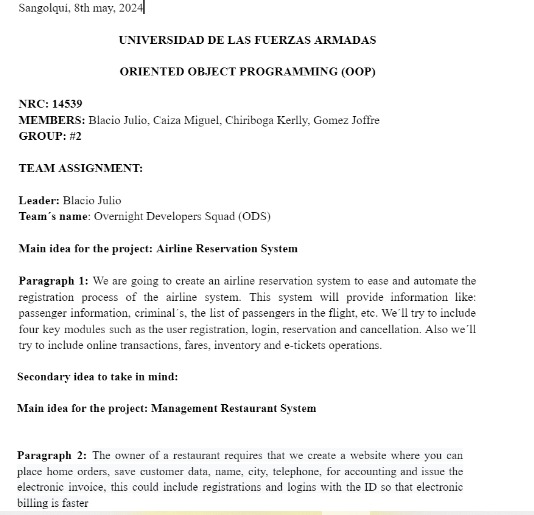 Sangolqui, 8th may, 2024
UNIVERSIDAD DE LAS FUERZAS ARMADAS
ORIENTED OBJECT PROGRAMMING (OOP)
NRC: 14539
MEMBERS: Blacio Julio, Caiza Miguel, Chiriboga Kerlly, Gomez Joffre
GROUP: #2
TEAM ASSIGNMENT:
Leader: Blacio Julio
Team´s name: Overnight Developers Squad (ODS)
Main idea for the project: Airline Reservation System
Paragraph 1: We are going to create an airline reservation system to ease and automate the
registration process of the airline system. This system will provide information like:
passenger information, criminal´s, the list of passengers in the flight, etc. We´ll try to include
four key modules such as the user registration, login, reservation and cancellation. Also we´ll
try to include online transactions, fares, inventory and e-tickets operations.
Secondary idea to take in mind:
Main idea for the project: Management Restaurant System
Paragraph 2: The owner of a restaurant requires that we create a website where you can
place home orders, save customer data, name, city, telephone, for accounting and issue the
electronic invoice, this could include registrations and logins with the ID so that electronic
billing is faster